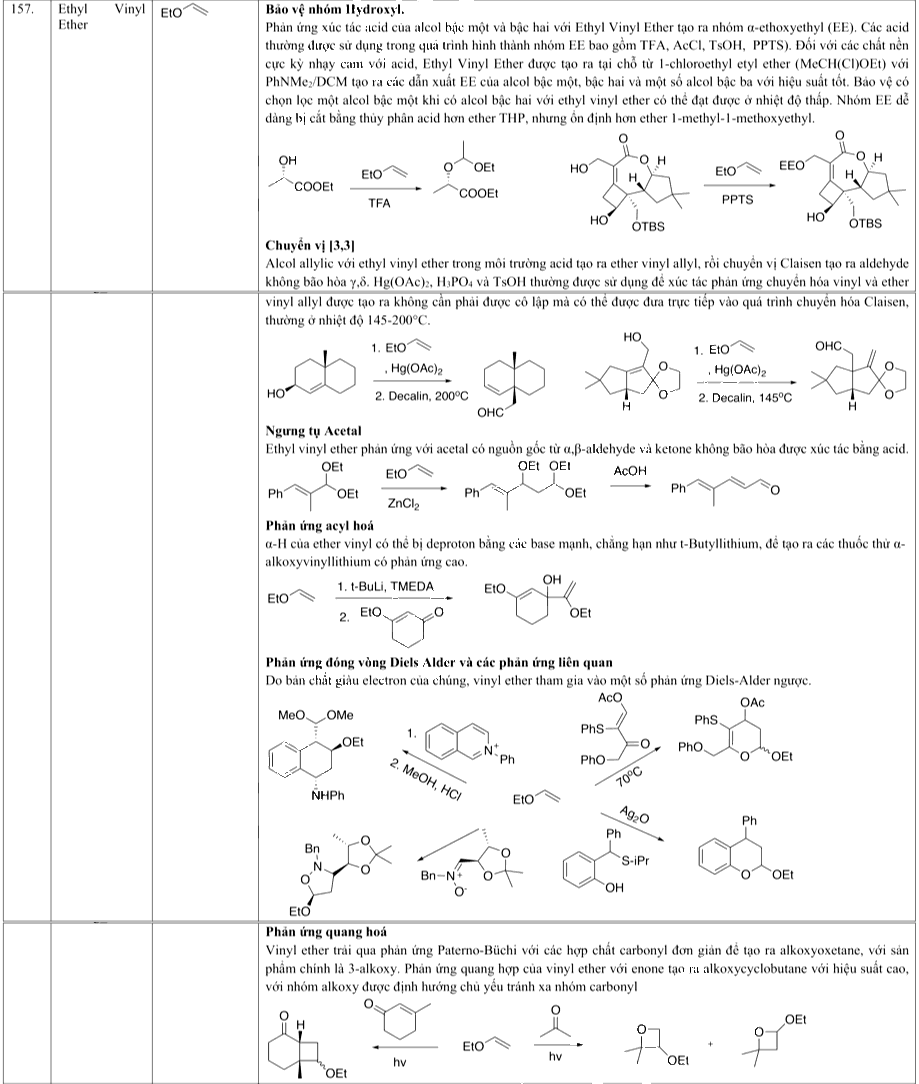 157. Ethyl Vinyl Ether EtO
Bảo vệ nhóm 1Hydroxyl.
Phản ứng xúc tác acid của alcol bậc một và bậc hai với Ethyl Vinyl Ether tạo ra nhóm α-ethoxyethyl (EE). Các acid
thường được sử dụng trong quá trình hình thành nhóm EE bao gồm TFA, AcCl, TsOH, PPTS). Đối với các chất nền
cực kỳ nhạy cảm với acid, Ethyl Vinyl Ether được tạo ra tại chỗ từ 1-chloroethyl etyl ether (MeCH(Cl)OEt) với
PhNMe₂/DCM tạo ra các dẫn xuất EE của alcol bậc một, bậc hai và một số alcol bậc ba với hiệu suất tốt. Bảo vệ có
chọn lọc một alcol bậc một khi có alcol bậc hai với ethyl vinyl ether có thể đạt được ở nhiệt độ thấp. Nhóm EE dễ
dàng bị cắt bằng thủy phân acid hơn ether THP, nhưng ổn định hơn ether 1-methyl-1-methoxyethyl.
OH
COOEt
EtO
TFA
O
OEt
COOEt
HO
O
O
H
H
HO
OTBS
EtO
PPTS
EEO
O
O
H
H
HO
OTBS
Chuyển vị [3,3]
Alcol allylic với ethyl vinyl ether trong môi trường acid tạo ra ether vinyl allyl, rồi chuyển vị Claisen tạo ra aldehyde
không bão hòa γ,δ. Hg(OAc)₂, H₃PO₄ và TsOH thường được sử dụng để xúc tác phản ứng chuyển hóa vinyl và ether
vinyl allyl được tạo ra không cần phải được cô lập mà có thể được đưa trực tiếp vào quá trình chuyển hóa Claisen,
thường ở nhiệt độ 145-200°C.
HO
1. EtO
, Hg(OAc)₂
2. Decalin, 200°C
OHC
HO
O
O
H
1. EtO
, Hg(OAc)₂
2. Decalin, 145°C
OHC
O
O
H
Ngưng tụ Acetal
Ethyl vinyl ether phản ứng với acetal có nguồn gốc từ α,β-aldehyde và ketone không bão hòa được xúc tác bằng acid.
OEt
Ph
OEt
EtO
ZnCl₂
OEt OEt
Ph
OEt
AcOH
Ph
O
Phản ứng acyl hoá
α-H của ether vinyl có thể bị deproton bằng các base mạnh, chẳng hạn như t-Butyllithium, để tạo ra các thuốc thử α-
alkoxyvinyllithium có phản ứng cao.
EtO
1. t-BuLi, TMEDA
2. EtO
O
EtO
OH
OEt
Phản ứng đóng vòng Diels Alder và các phản ứng liên quan
Do bản chất giàu electron của chúng, vinyl ether tham gia vào một số phản ứng Diels-Alder ngược.
MeO
OMe
OEt
NHPh
1.
N⁺
Ph
2. MeOH, HCl
EtO
AcO
PhS
PhO
O
70°C
OAc
PhS
PhO
O
OEt
Bn
N
O
O
O
EtO
Bn-N⁺
O⁻
O
O
Ph
S-iPr
OH
Ag₂O
Ph
O
OEt
Phản ứng quang hoá
Vinyl ether trải qua phản ứng Paterno-Büchi với các hợp chất carbonyl đơn giản để tạo ra alkoxyoxetane, với sản
phẩm chính là 3-alkoxy. Phản ứng quang hợp của vinyl ether với enone tạo ra alkoxycyclobutane với hiệu suất cao,
với nhóm alkoxy được định hướng chủ yếu tránh xa nhóm carbonyl
O
H
OEt
O
hv
EtO
O
hv
O
OEt
+
O
OEt